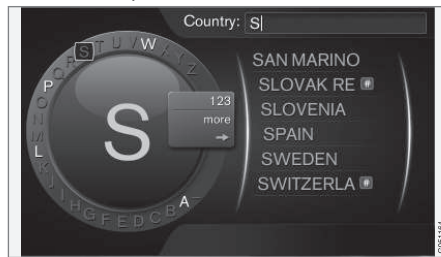 Country: S
S T U V W X Y Z
P O N M L K J I H G F E D C B A
S
123
more
→
SAN MARINO
SLOVAK RE #
SLOVENIA
SPAIN
SWEDEN
SWITZERLA #